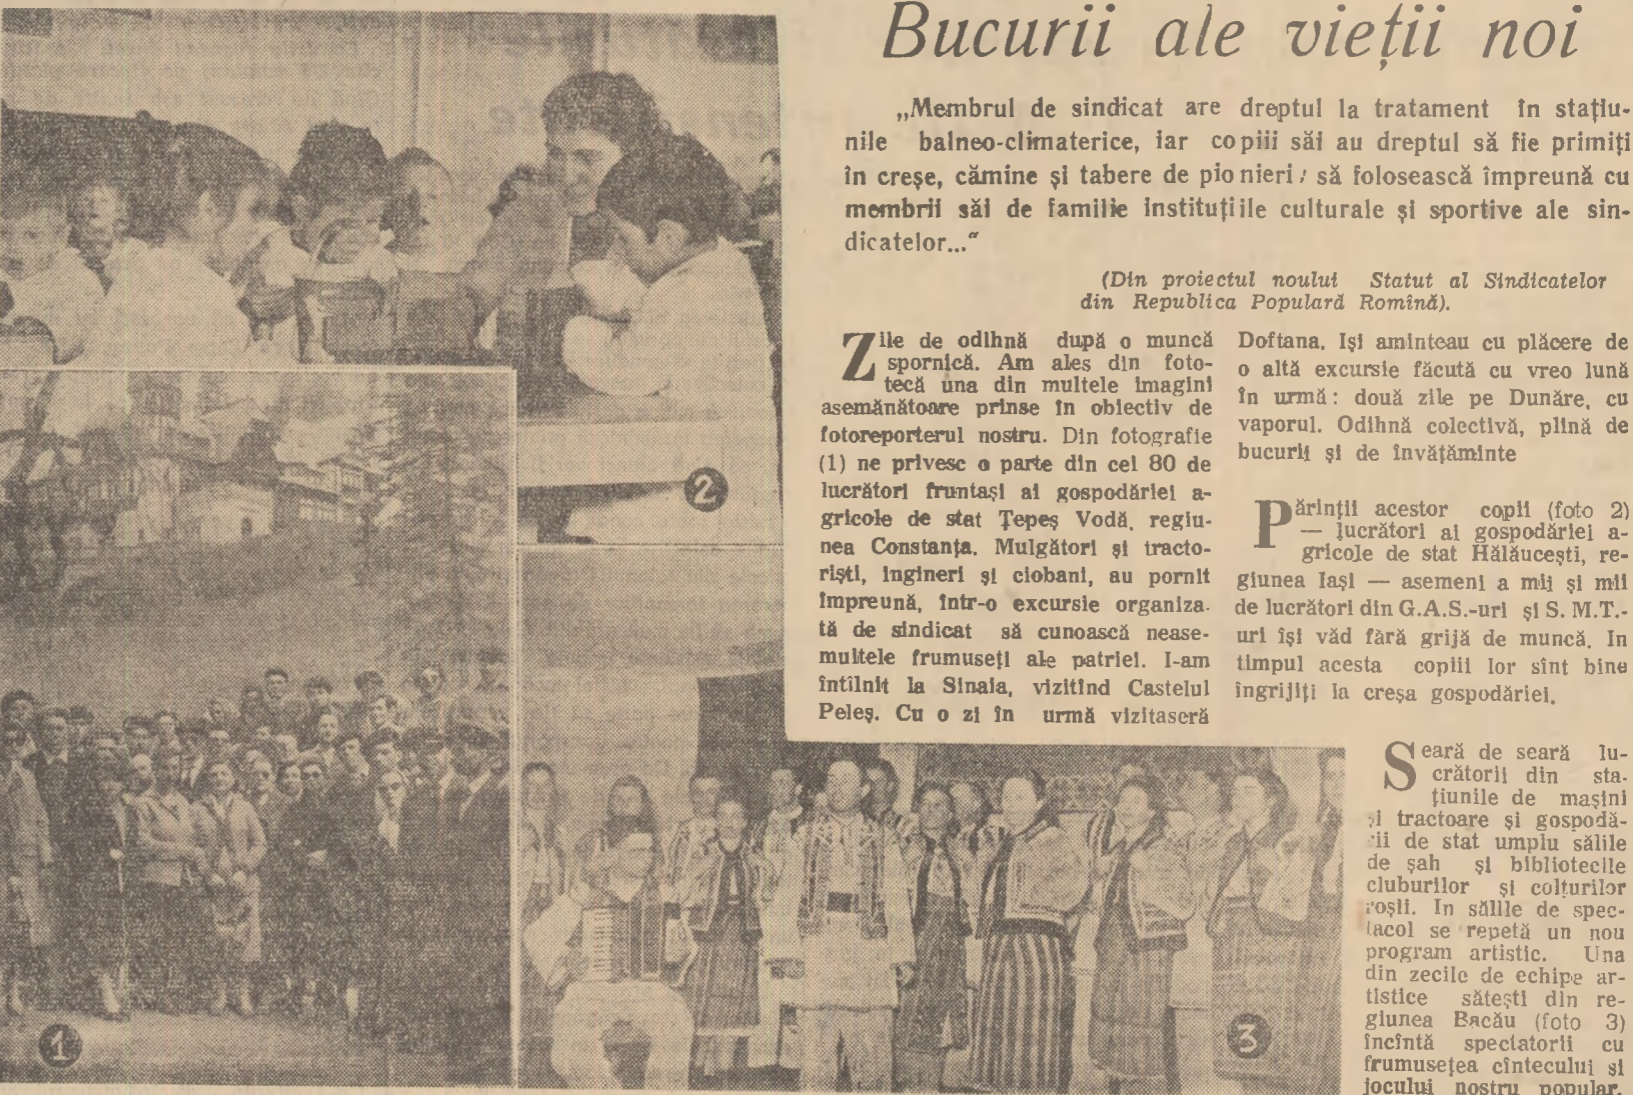 Bucurii ale vieții noi
„Membrul de sindicat are dreptul la tratament în stațiu-
nile balneo-climaterice, iar copiii săi au dreptul să fie primiți
în creșe, cămine și tabere de pionieri; să folosească împreună cu
membrii săi de familie instituțiile culturale și sportive ale sin-
dicatelor...“
(Din proiectul noului Statut al Sindicatelor
din Republica Populară Romînă).
Zile de odihnă după o muncă
spornică. Am ales din foto-
tecă una din multele imagini
asemănătoare prinse în obiectiv de
fotoreporterul nostru. Din fotografie
(1) ne privesc o parte din cei 80 de
lucrători fruntași ai gospodăriei a-
gricole de stat Țepeș Vodă, regiu-
nea Constanța. Mulgători și tracto-
riști, ingineri și ciobani, au pornit
împreună, într-o excursie organiza-
tă de sindicat să cunoască nease-
muitele frumuseți ale patriei. I-am
întîlnit la Sinaia, vizitînd Castelul
Peleș. Cu o zi în urmă vizitaseră
Doftana. Iși aminteau cu plăcere de
o altă excursie făcută cu vreo lună
în urmă: două zile pe Dunăre, cu
vaporul. Odihnă colectivă, plină de
bucurii și de învățăminte
Părinții acestor copii (foto 2)
— lucrători ai gospodăriei a-
gricole de stat Hălăucești, re-
giunea Iași — asemeni a mii și mii
de lucrători din G.A.S.-uri și S. M.T.-
uri își văd fără grijă de muncă. In
timpul acesta copiii lor sînt bine
îngrijiți la creșa gospodăriei.
Seară de seară lu-
crătorii din sta-
țiunile de mașini
și tractoare și gospodă-
rii de stat umplu sălile
de șah și bibliotecile
cluburilor și colțurilor
roșii. In sălile de spec-
tacol se repetă un nou
program artistic. Una
din zecile de echipe ar-
tistice sătești din re-
giunea Bacău (foto 3)
încîntă spectatorii cu
frumusețea cîntecului și
jocului nostru popular.
2
1
3